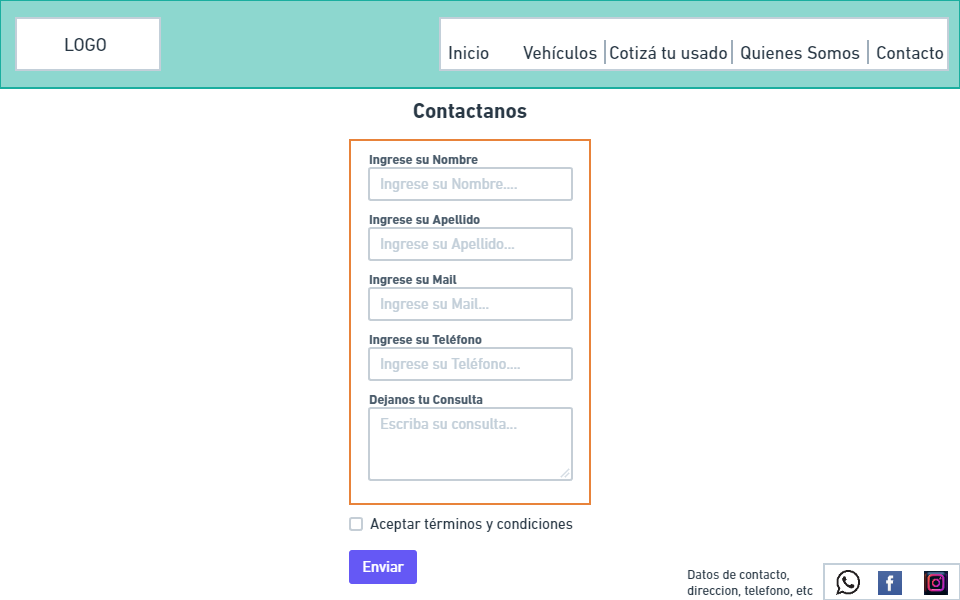 LOGO
Inicio Vehículos Cotizá tu usado Quienes Somos Contacto
Contactanos
Ingrese su Nombre
Ingrese su Nombre....
Ingrese su Apellido
Ingrese su Apellido...
Ingrese su Mail
Ingrese su Mail...
Ingrese su Teléfono
Ingrese su Teléfono....
Dejanos tu Consulta
Escriba su consulta...
Aceptar términos y condiciones
Enviar
Datos de contacto,
direccion, telefono, etc